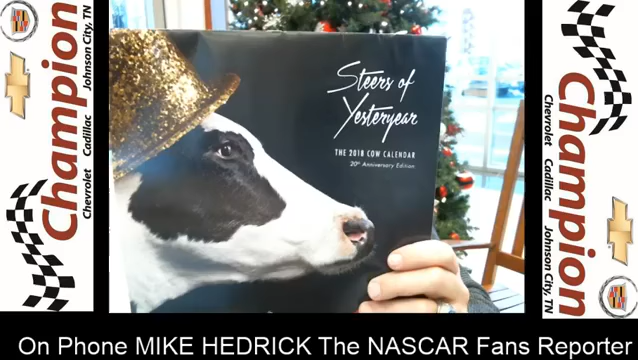 Champion
Chevrolet Cadillac Johnson City, TN
Steers of
Yesteryear
THE 2018 COW CALENDAR
20th Anniversary Edition
Champion
Chevrolet Cadillac Johnson City, TN
On Phone MIKE HEDRICK The NASCAR Fans Reporter